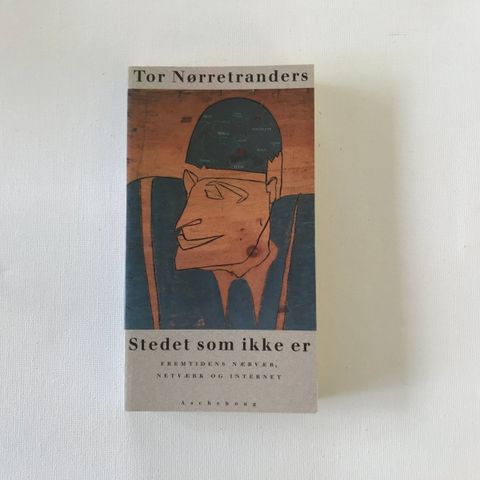 Tor Nørretranders
Stedet som ikke er
FREMTIDENS NÆRVÆR,
NETVÆRK OG INTERNET
Aschehoug